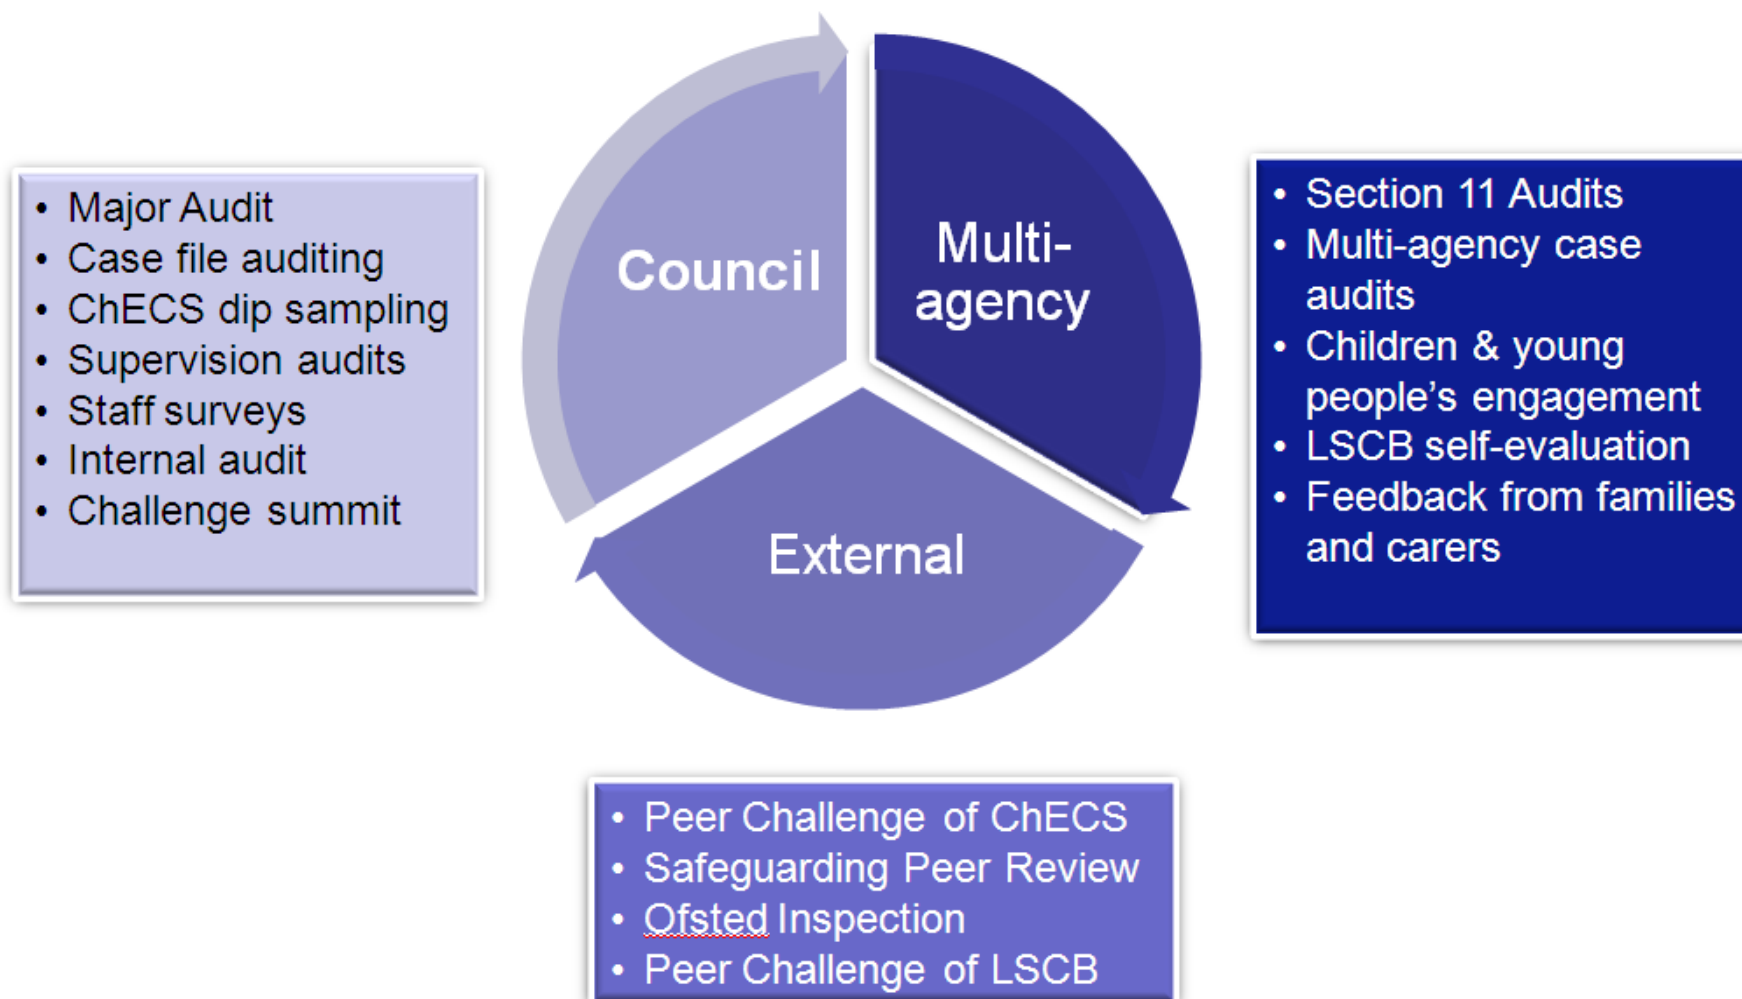 • Major Audit
• Case file auditing
• ChECS dip sampling
• Supervision audits
• Staff surveys
• Internal audit
• Challenge summit
Council
Multi-
agency
External
• Section 11 Audits
• Multi-agency case
audits
• Children & young
people’s engagement
• LSCB self-evaluation
• Feedback from families
and carers
• Peer Challenge of ChECS
• Safeguarding Peer Review
• Ofsted Inspection
• Peer Challenge of LSCB